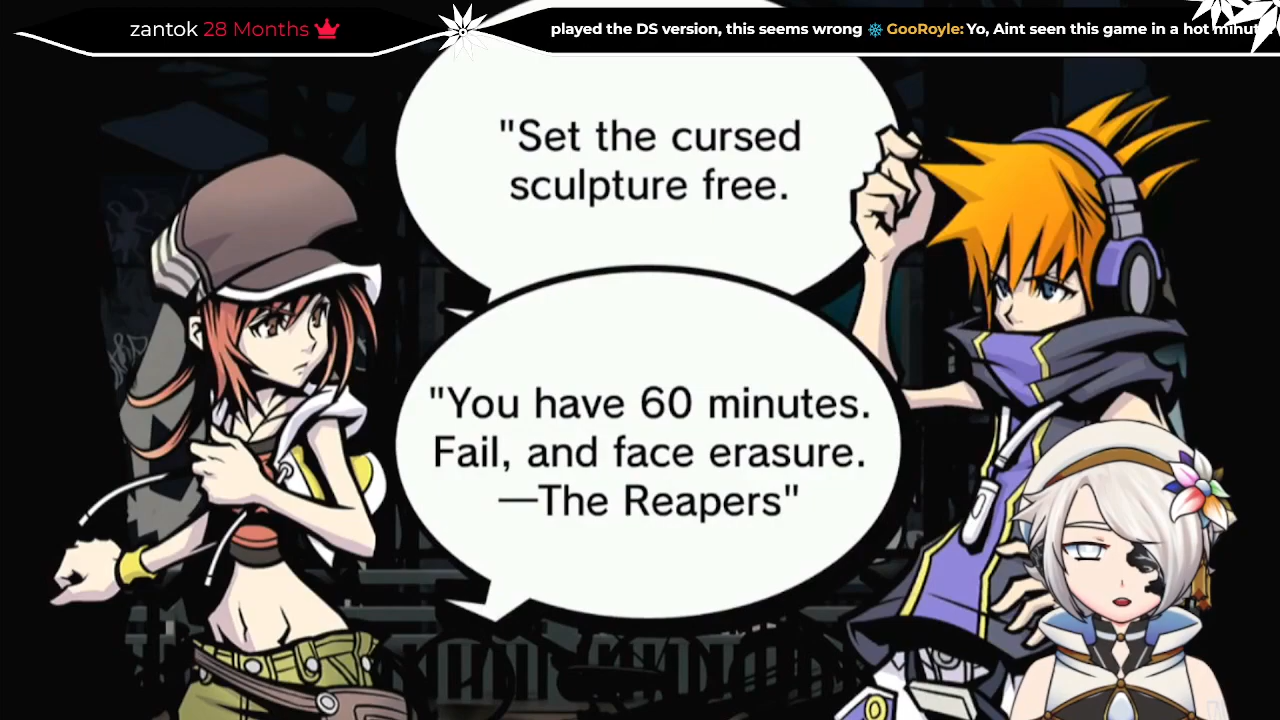 zantok 28 Months
played the DS version, this seems wrong GooRoyle: Yo, Aint seen this game in a hot minut
"Set the cursed
sculpture free.
"You have 60 minutes.
Fail, and face erasure.
—The Reapers"